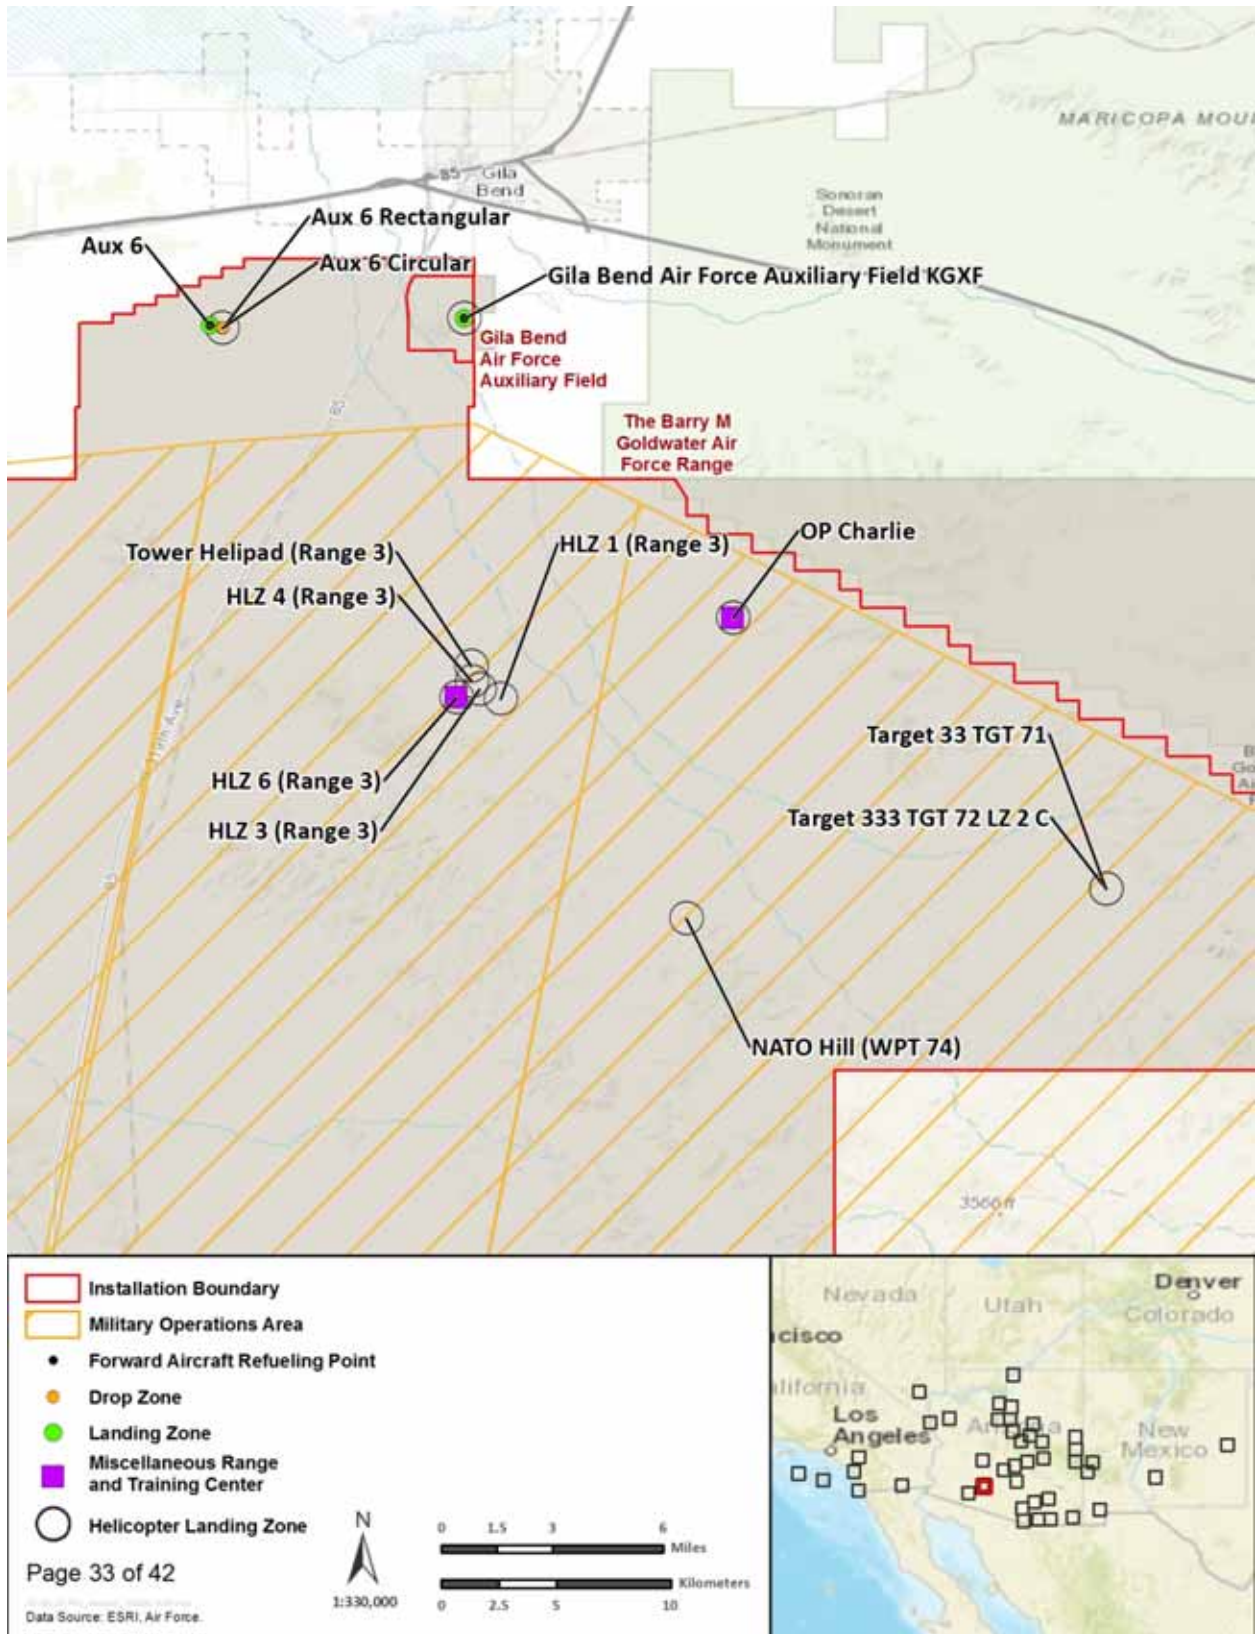 MARICOPA MOU
85
Gila
Bend
Sonoran
Desert
National
Monument
Aux 6 Rectangular
Aux 6
Aux 6 Circular
Gila Bend Air Force Auxiliary Field KGXF
Gila Bend
Air Force
Auxiliary Field
85
The Barry M
Goldwater Air
Force Range
OP Charlie
HLZ 1 (Range 3)
Tower Helipad (Range 3)
HLZ 4 (Range 3)
Target 33 TGT 71
HLZ 6 (Range 3)
HLZ 3 (Range 3)
Target 333 TGT 72 LZ 2 C
85
NATO Hill (WPT 74)
3566 ft
Installation Boundary
Military Operations Area
Forward Aircraft Refueling Point
Drop Zone
Landing Zone
Miscellaneous Range
and Training Center
Helicopter Landing Zone
Page 33 of 42
Data Source: ESRI, Air Force.
N
1:330,000
0 1.5 3 6
Miles
Kilometers
0 2.5 5 10
Denver
Nevada
Utah
Colorado
cisco
alifornia
Los
Angeles
New
Mexico